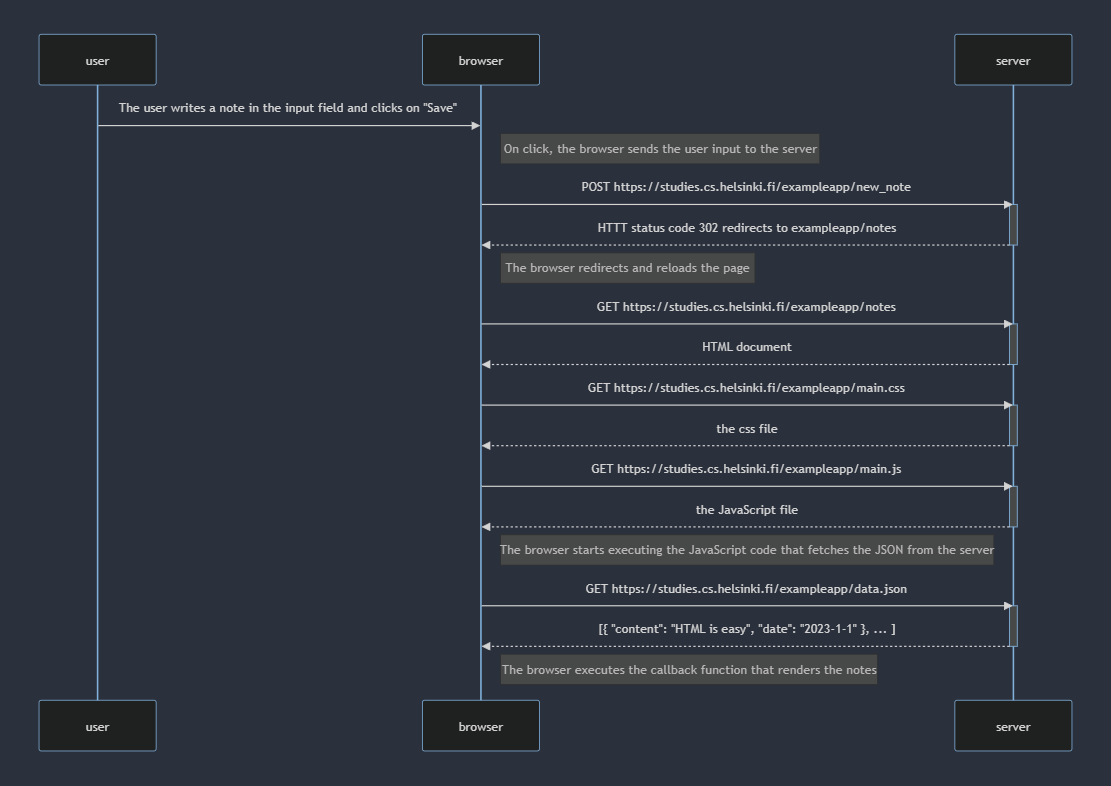 user
browser
server
The user writes a note in the input field and clicks on "Save"
On click, the browser sends the user input to the server
POST https://studies.cs.helsinki.fi/exampleapp/new_note
HTTT status code 302 redirects to exampleapp/notes
The browser redirects and reloads the page
GET https://studies.cs.helsinki.fi/exampleapp/notes
HTML document
GET https://studies.cs.helsinki.fi/exampleapp/main.css
the css file
GET https://studies.cs.helsinki.fi/exampleapp/main.js
the JavaScript file
The browser starts executing the JavaScript code that fetches the JSON from the server
GET https://studies.cs.helsinki.fi/exampleapp/data.json
[{ "content": "HTML is easy", "date": "2023-1-1" }, ... ]
The browser executes the callback function that renders the notes
user
browser
server